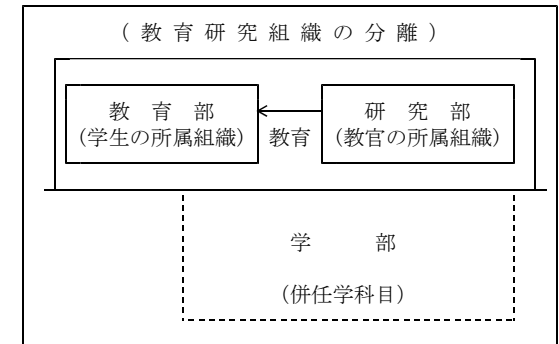 （教育研究組織の分離）
教育部
（学生の所属組織）
教育
研究部
（教官の所属組織）
学部
（併任学科目）